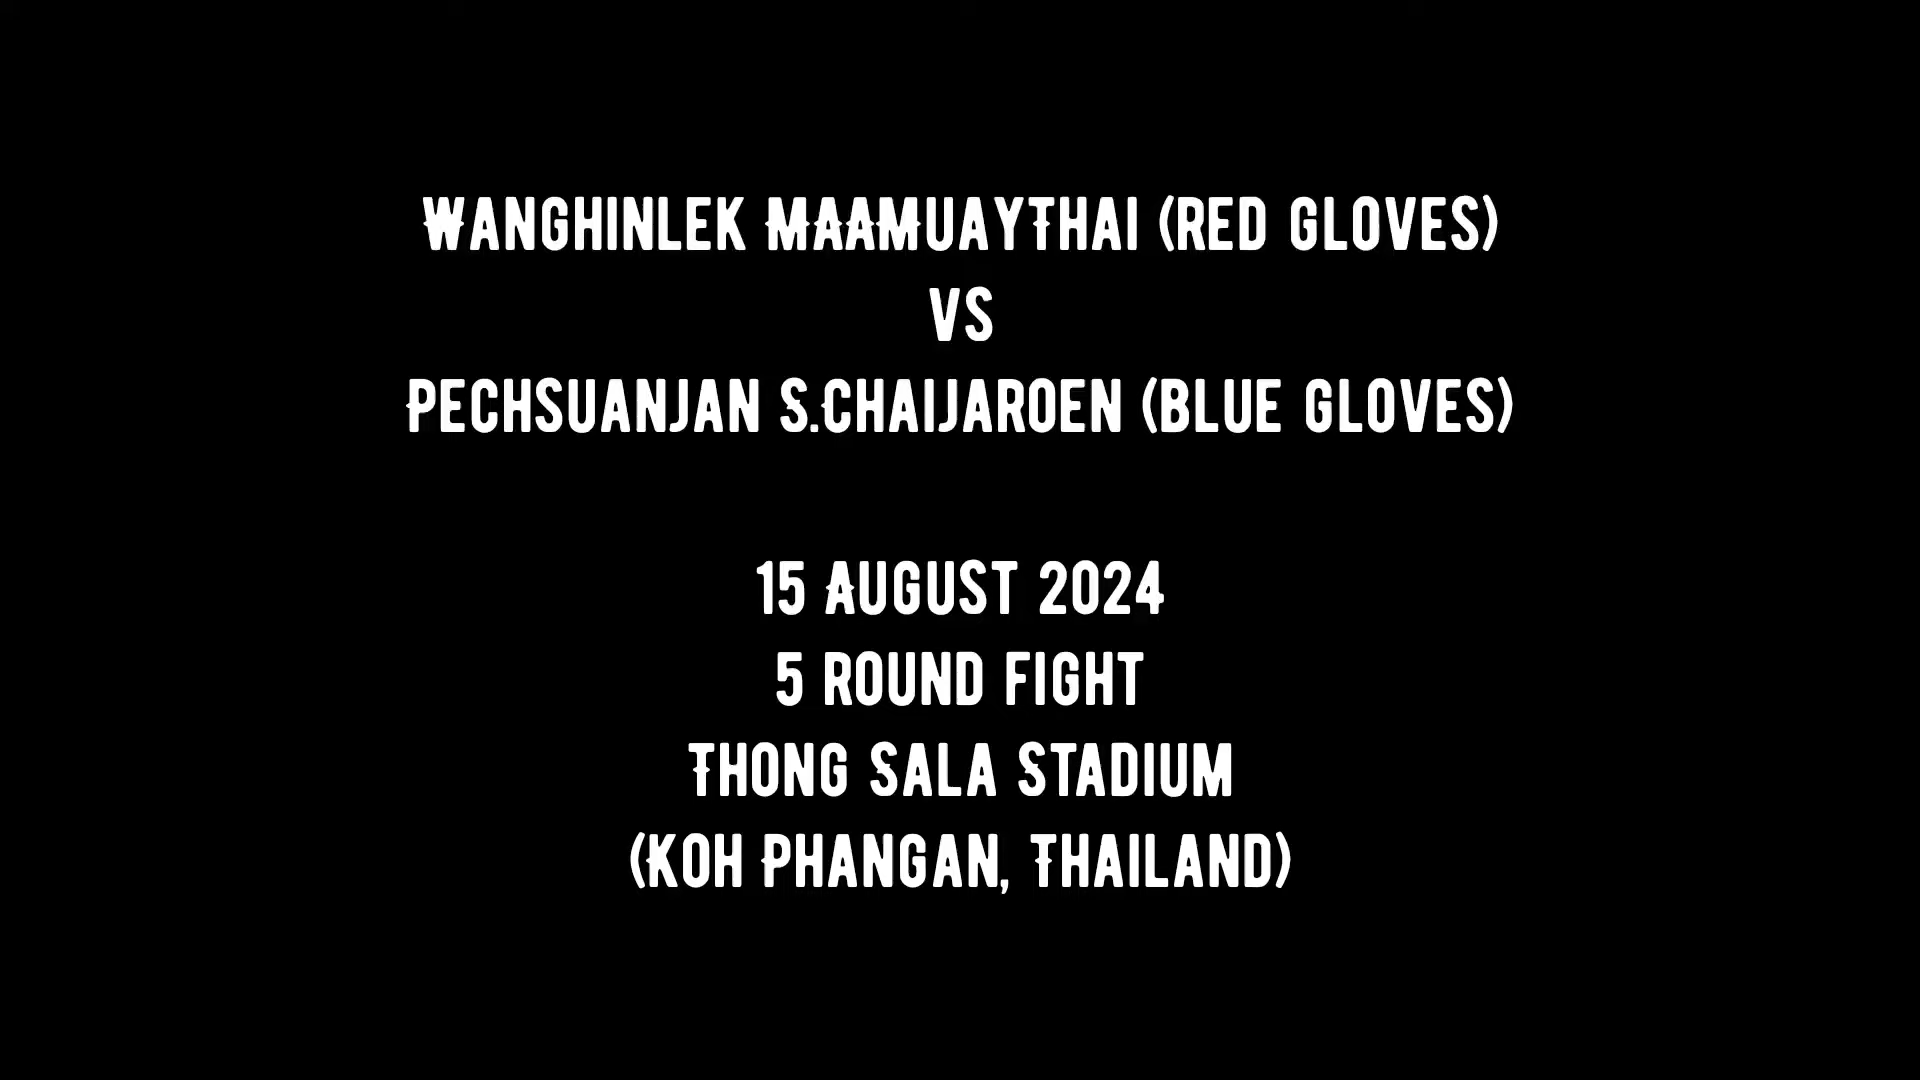 Wanghinlek MAAMuayThai (Red Gloves)
vs
Pechsuanjan S.Chaijaroen (Blue Gloves)
15 August 2024
5 Round Fight
Thong Sala Stadium
(Koh Phangan, Thailand)